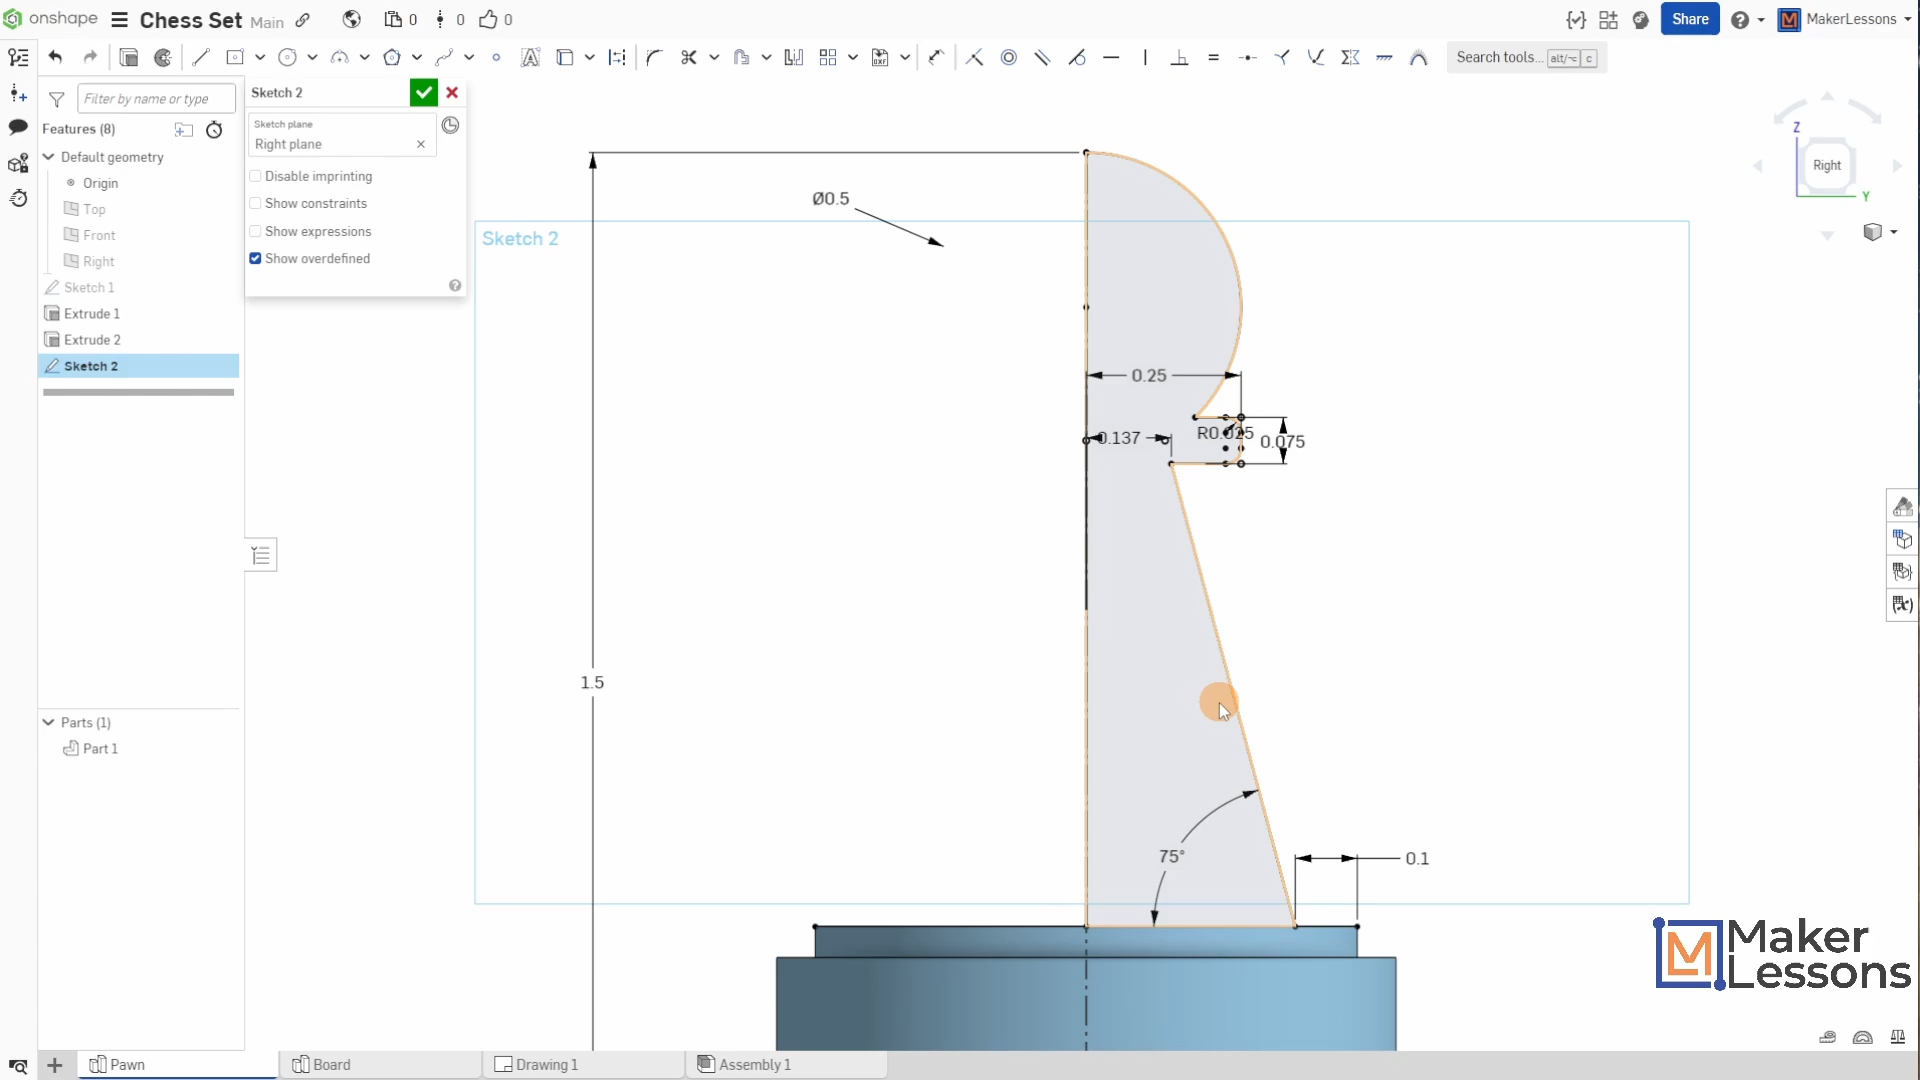 onshape
Chess Set Main
0
0
0
Share
MakerLessons
Search tools... alt/⌥ c
Filter by name or type
Features (8)
Default geometry
Origin
Top
Front
Right
Sketch 1
Extrude 1
Extrude 2
Sketch 2
Sketch 2
Sketch plane
Right plane
Disable imprinting
Show constraints
Show expressions
Show overdefined
Parts (1)
Part 1
Sketch 2
Ø0.5
0.25
0.137
R0.025
0.075
1.5
75°
0.1
Z
Right
Y
M Maker
Lessons
Pawn
Board
Drawing 1
Assembly 1